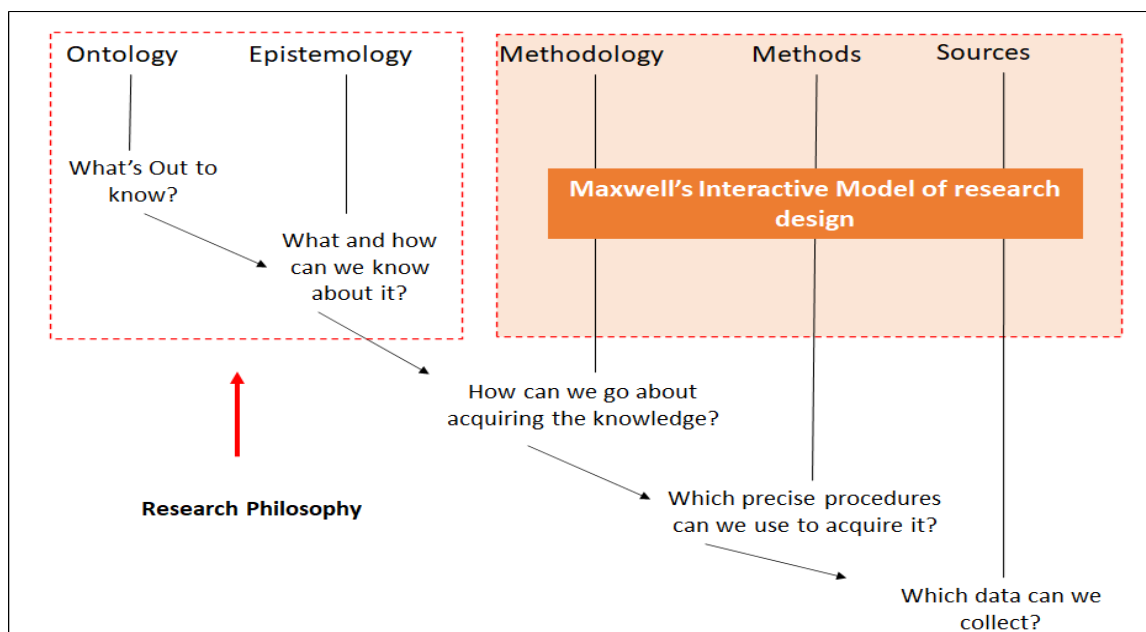 Ontology
Epistemology
Methodology
Methods
Sources
What's Out to
know?
Maxwell's Interactive Model of research
design
What and how
can we know
about it?
How can we go about
acquiring the knowledge?
Research Philosophy
Which precise procedures
can we use to acquire it?
Which data can we
collect?